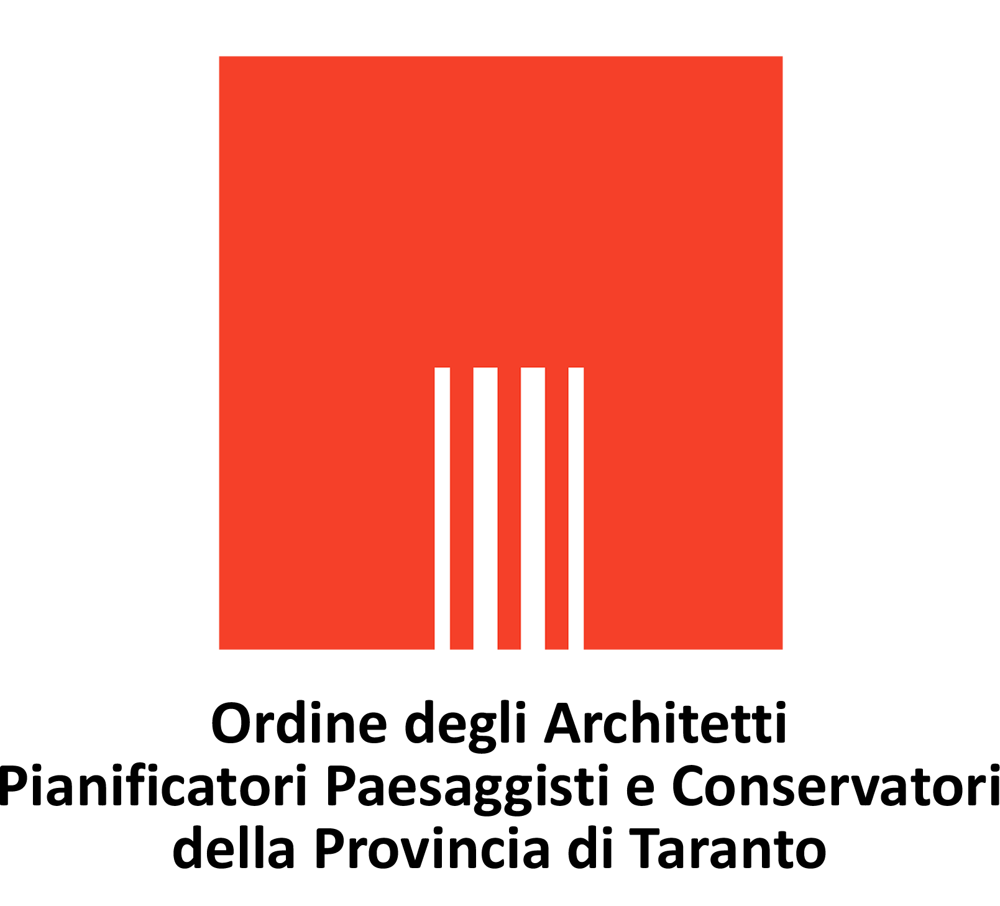 Ordine degli Architetti
Pianificatori Paesaggisti e Conservatori
della Provincia di Taranto